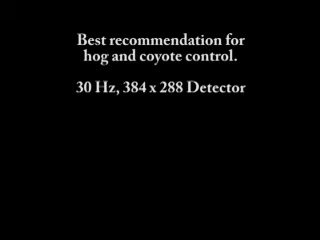 Best recommendation for
hog and coyote control.
30 Hz, 384 x 288 Detector